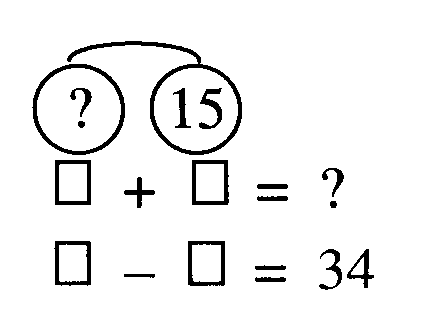 ? 15
□ + □ = ?
□ − □ = 34